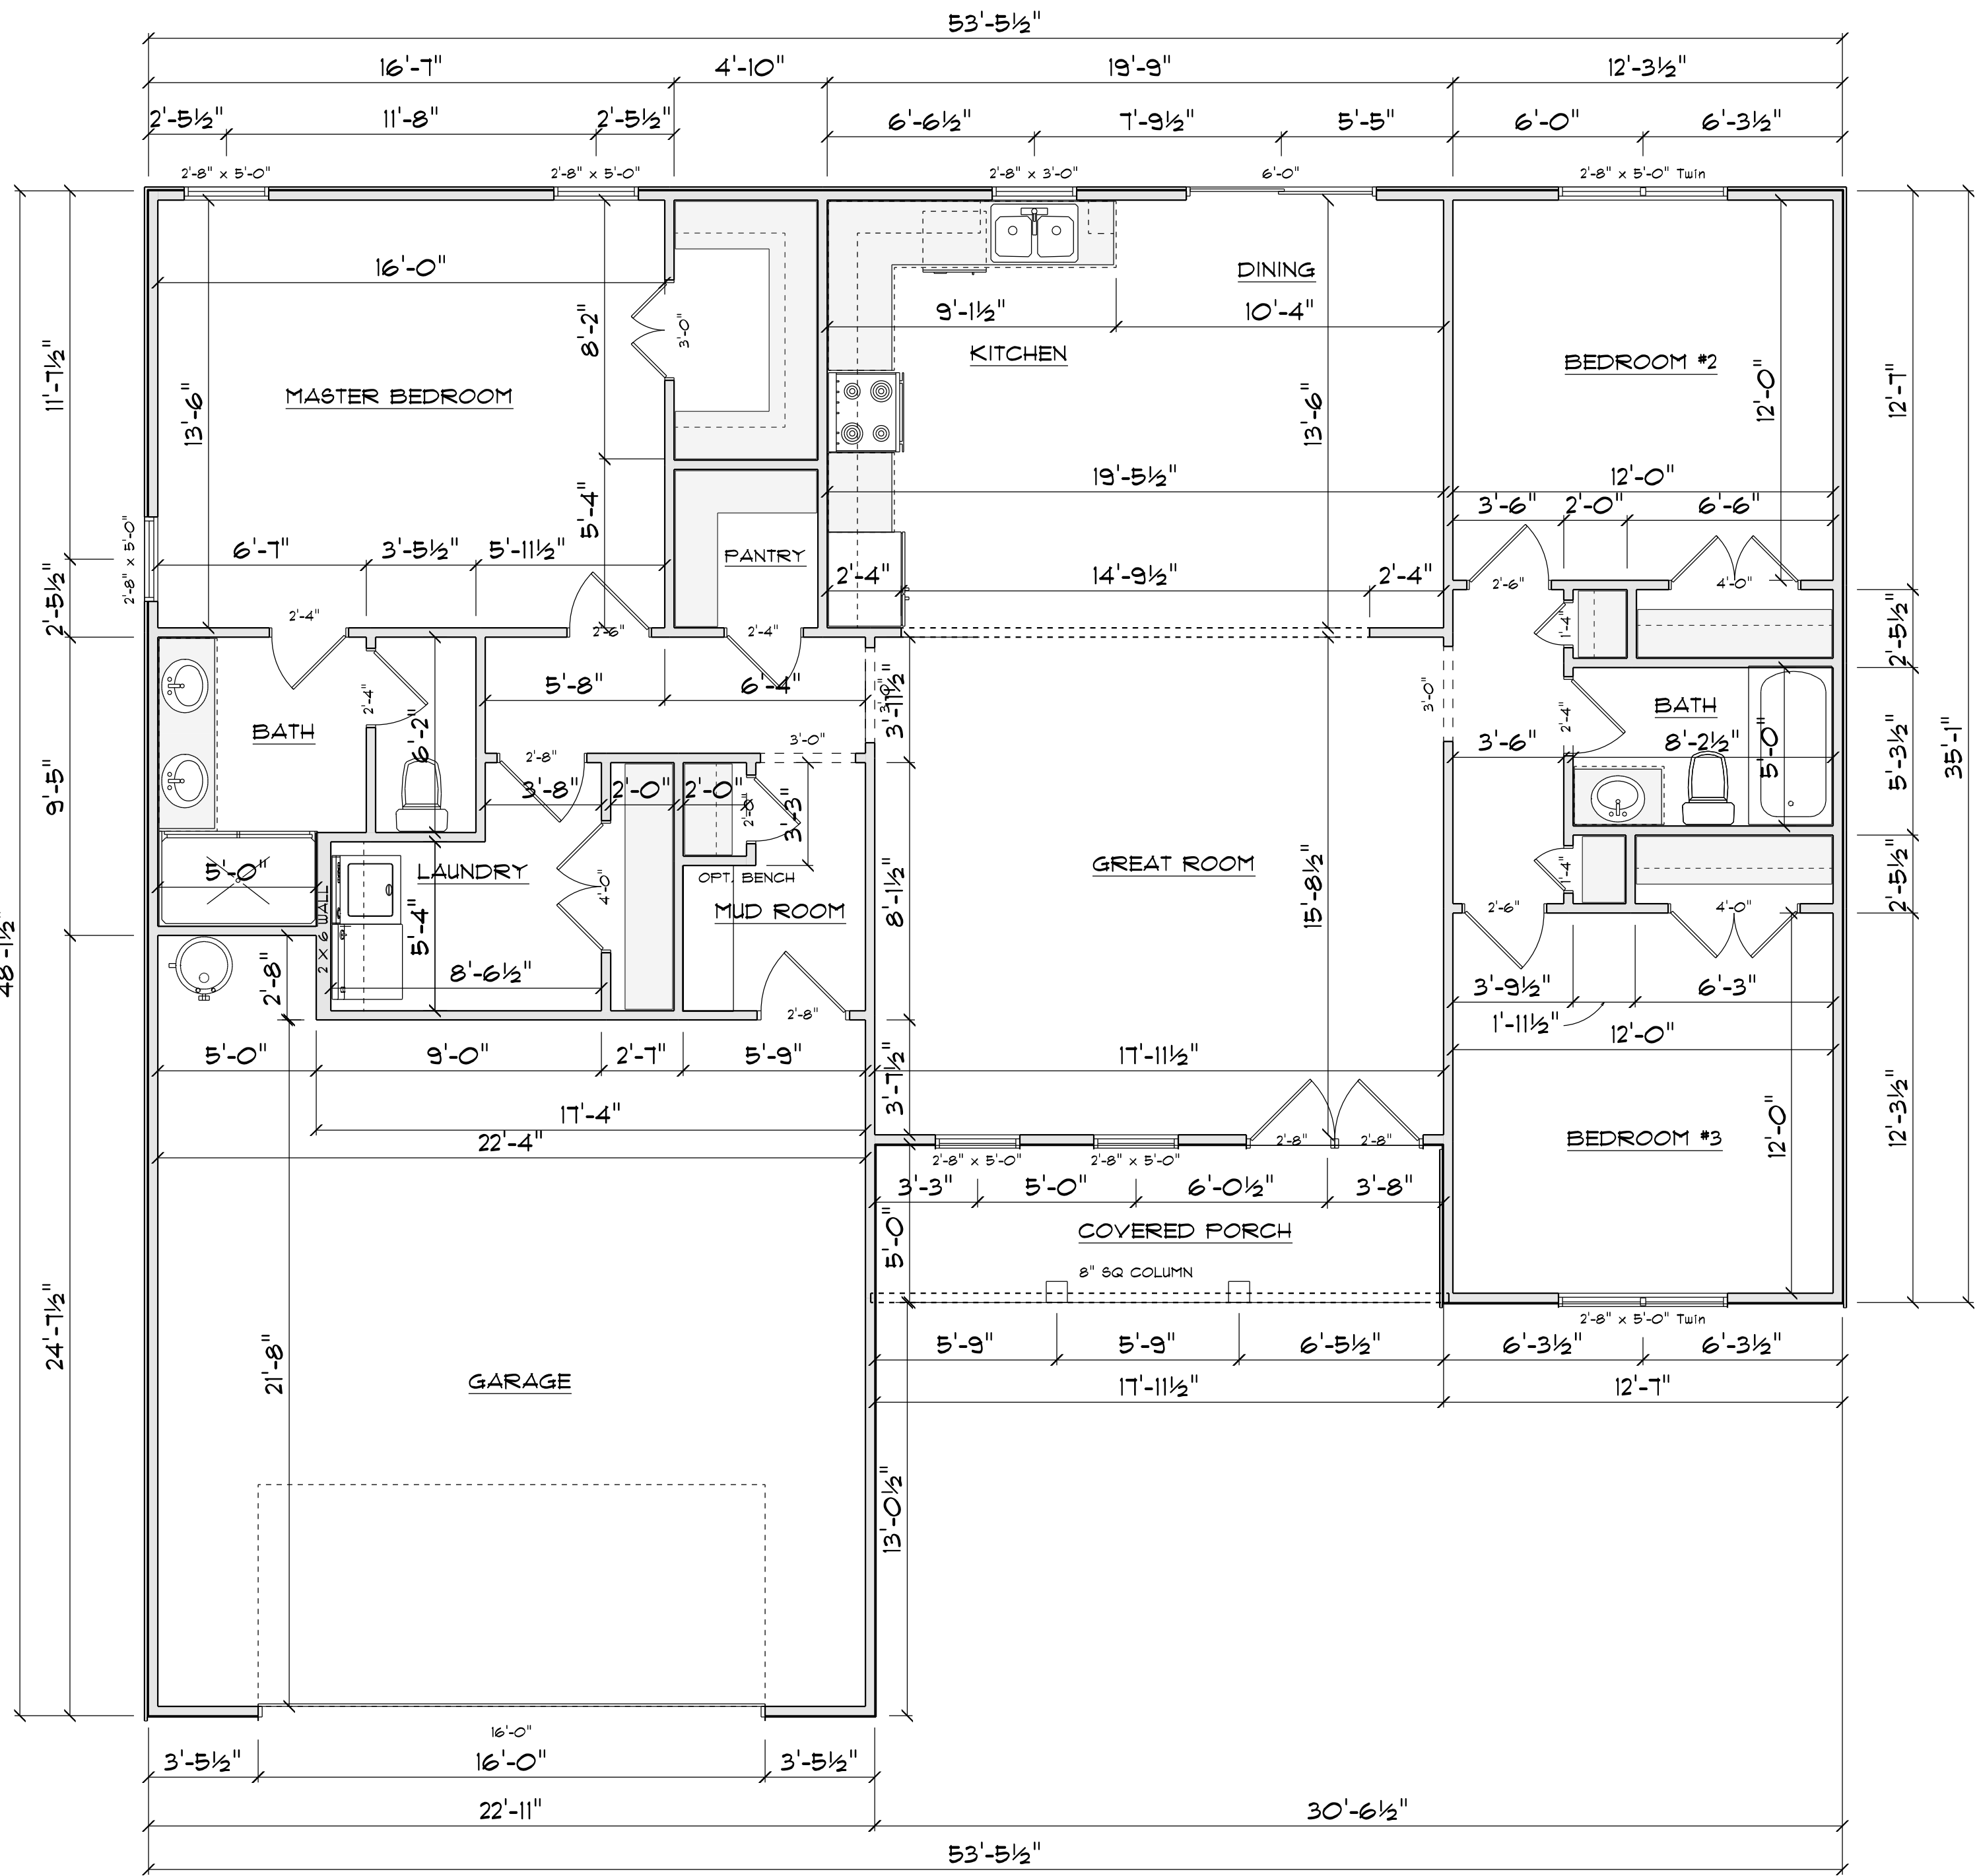 53'-5½"
16'-7" 4'-10" 19'-9" 12'-3½"
2'-5½" 11'-8" 2'-5½" 6'-6½" 7'-9½" 5'-5" 6'-0" 6'-3½"
2'-8" x 5'-0" 2'-8" x 5'-0" 2'-8" x 3'-0" 6'-0" 2'-8" x 5'-0" Twin
16'-0"
DINING
9'-1½" 10'-4"
8'-2"
3'-0"
KITCHEN
BEDROOM #2
11'-7½"
MASTER BEDROOM
13'-6"
13'-6"
12'-0"
12'-7"
19'-5½"
12'-0"
5'-4"
3'-6" 2'-0" 6'-6"
6'-7" 3'-5½" 5'-11½"
PANTRY
2'-8" x 5'-0"
2'-4" 14'-9½" 2'-4"
2'-6" 4'-0"
2'-5½"
2'-4" 2'-6" 2'-4"
1'-4"
2'-5½"
5'-8" 6'-4"
3'-0"
3'-11½"
3'-0"
2'-4"
BATH
6'-2"
2'-4"
BATH
3'-0"
3'-6" 8'-2½"
5'-0"
5'-3½"
35'-1"
9'-5"
2'-8"
3'-8" 2'-0" 2'-0"
2'-0"
3'-3"
5'-0"
LAUNDRY
4'-0"
OPT. BENCH
MUD ROOM
GREAT ROOM
1'-4"
2'-5½"
2'-6" 4'-0"
2 X 6 WALL
5'-4"
8'-1½"
15'-8½"
48'-1½"
2'-8"
8'-6½"
2'-8"
3'-9½" 6'-3"
1'-11½"
12'-0"
5'-0" 9'-0" 2'-7" 5'-9" 17'-11½"
3'-7½"
17'-4"
22'-4"
2'-8" 2'-8"
BEDROOM #3
12'-0"
12'-3½"
2'-8" x 5'-0" 2'-8" x 5'-0"
3'-3" 5'-0" 6'-0½" 3'-8"
5'-0"
COVERED PORCH
8" SQ COLUMN
24'-7½"
2'-8" x 5'-0" Twin
5'-9" 5'-9" 6'-5½" 6'-3½" 6'-3½"
21'-8"
GARAGE
17'-11½" 12'-7"
13'-0½"
16'-0"
3'-5½" 16'-0" 3'-5½"
22'-11" 30'-6½"
53'-5½"